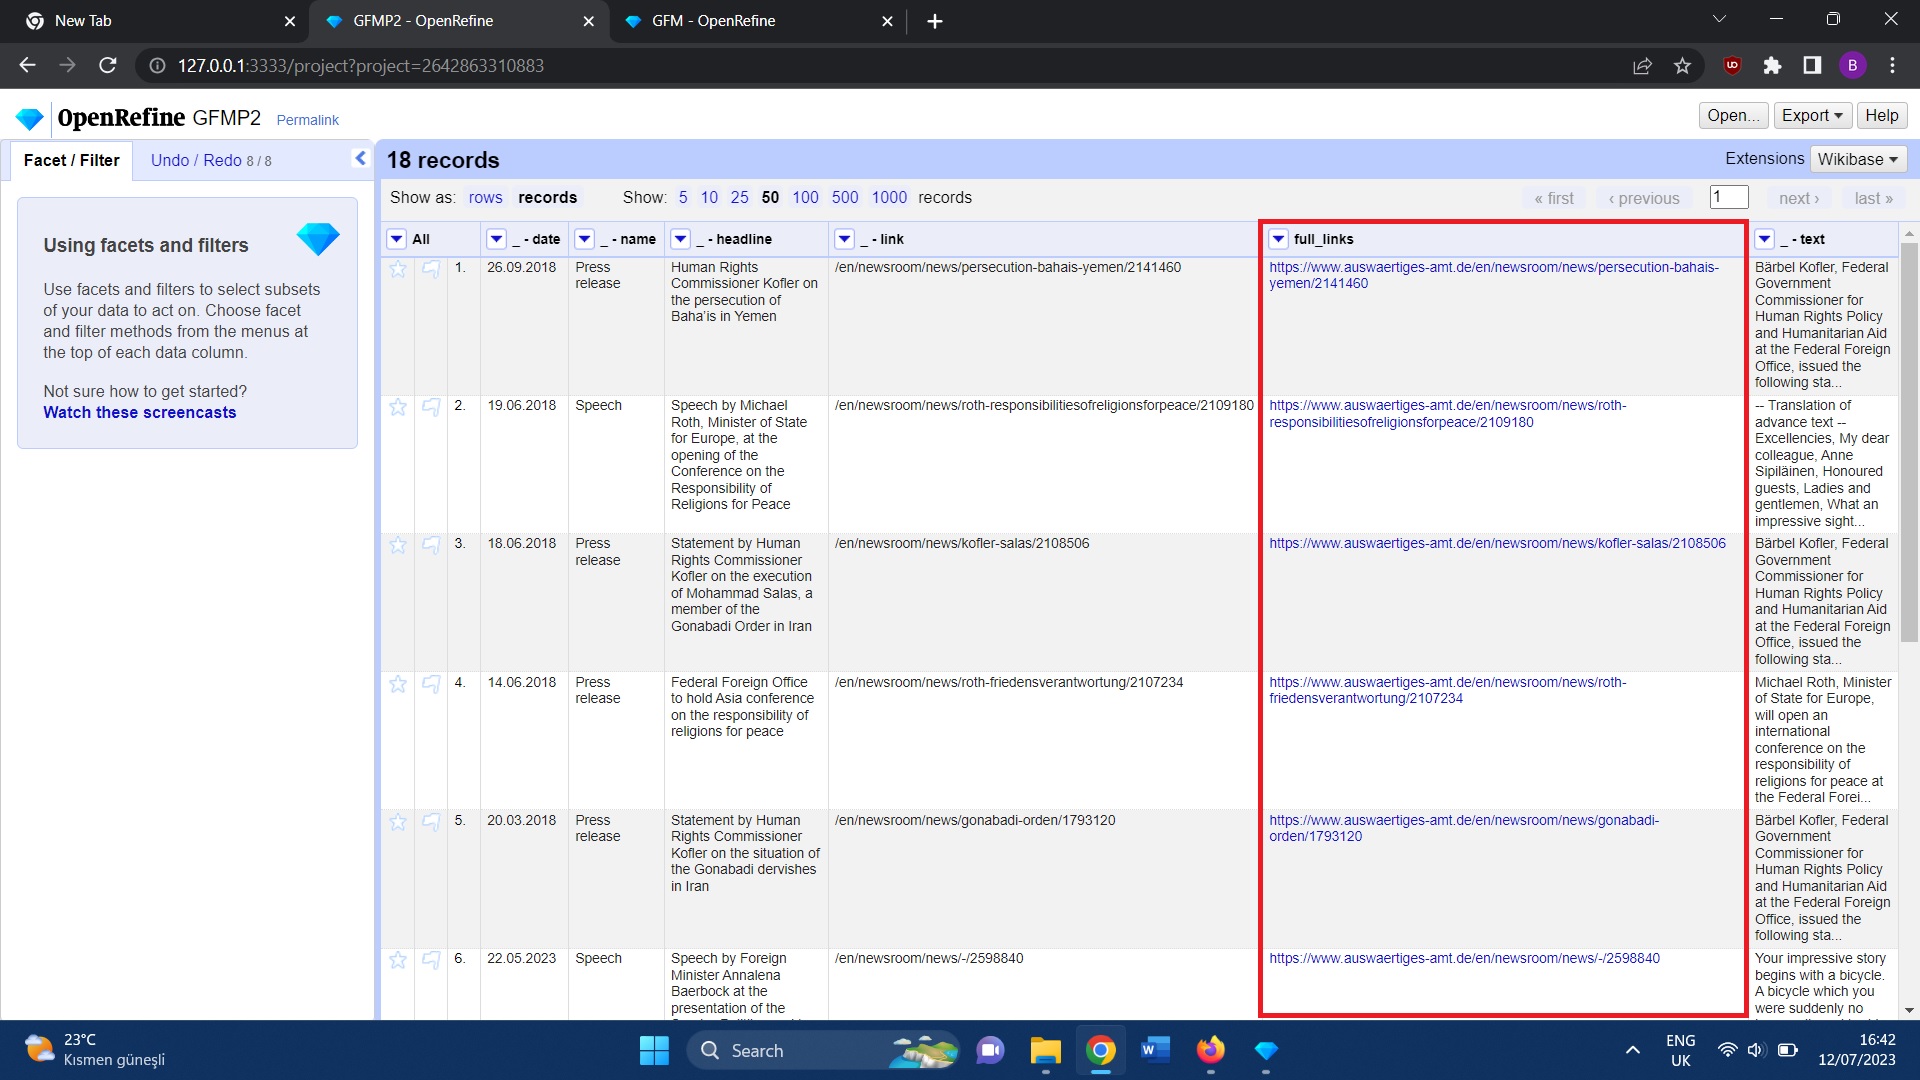 New Tab
GFMP2 - OpenRefine
GFM - OpenRefine
127.0.0.1:3333/project?project=2642863310883
B
OpenRefine GFMP2 Permalink
Open...
Export
Help
Facet / Filter
Undo / Redo 8 / 8
18 records
Extensions
Wikibase
Show as: rows records
Show: 5 10 25 50 100 500 1000 records
« first
‹ previous
1
next ›
last »
Using facets and filters
Use facets and filters to select subsets
of your data to act on. Choose facet
and filter methods from the menus at
the top of each data column.
Not sure how to get started?
Watch these screencasts
All
_ - date
_ - name
_ - headline
_ - link
full_links
_ - text
1.
26.09.2018
Press
release
Human Rights
Commissioner Kofler on
the persecution of
Baha'is in Yemen
/en/newsroom/news/persecution-bahais-yemen/2141460
https://www.auswaertiges-amt.de/en/newsroom/news/persecution-bahais-
yemen/2141460
Bärbel Kofler, Federal
Government
Commissioner for
Human Rights Policy
and Humanitarian Aid
at the Federal Foreign
Office, issued the
following sta...
2.
19.06.2018
Speech
Speech by Michael
Roth, Minister of State
for Europe, at the
opening of the
Conference on the
Responsibility of
Religions for Peace
/en/newsroom/news/roth-responsibilitiesofreligionsforpeace/2109180
https://www.auswaertiges-amt.de/en/newsroom/news/roth-
responsibilitiesofreligionsforpeace/2109180
-- Translation of
advance text --
Excellencies, My dear
colleague, Anne
Sipiläinen, Honoured
guests, Ladies and
gentlemen, What an
impressive sight...
3.
18.06.2018
Press
release
Statement by Human
Rights Commissioner
Kofler on the execution
of Mohammad Salas, a
member of the
Gonabadi Order in Iran
/en/newsroom/news/kofler-salas/2108506
https://www.auswaertiges-amt.de/en/newsroom/news/kofler-salas/2108506
Bärbel Kofler, Federal
Government
Commissioner for
Human Rights Policy
and Humanitarian Aid
at the Federal Foreign
Office, issued the
following sta...
4.
14.06.2018
Press
release
Federal Foreign Office
to hold Asia conference
on the responsibility of
religions for peace
/en/newsroom/news/roth-friedensverantwortung/2107234
https://www.auswaertiges-amt.de/en/newsroom/news/roth-
friedensverantwortung/2107234
Michael Roth, Minister
of State for Europe,
will open an
international
conference on the
responsibility of
religions for peace at
the Federal Forei...
5.
20.03.2018
Press
release
Statement by Human
Rights Commissioner
Kofler on the situation of
the Gonabadi dervishes
in Iran
/en/newsroom/news/gonabadi-orden/1793120
https://www.auswaertiges-amt.de/en/newsroom/news/gonabadi-
orden/1793120
Bärbel Kofler, Federal
Government
Commissioner for
Human Rights Policy
and Humanitarian Aid
at the Federal Foreign
Office, issued the
following sta...
6.
22.05.2023
Speech
Speech by Foreign
Minister Annalena
Baerbock at the
presentation of the
/en/newsroom/news/-/2598840
https://www.auswaertiges-amt.de/en/newsroom/news/-/2598840
Your impressive story
begins with a bicycle.
A bicycle which you
were suddenly no
23°C
Kısmen güneşli
Search
ENG
UK
16:42
12/07/2023